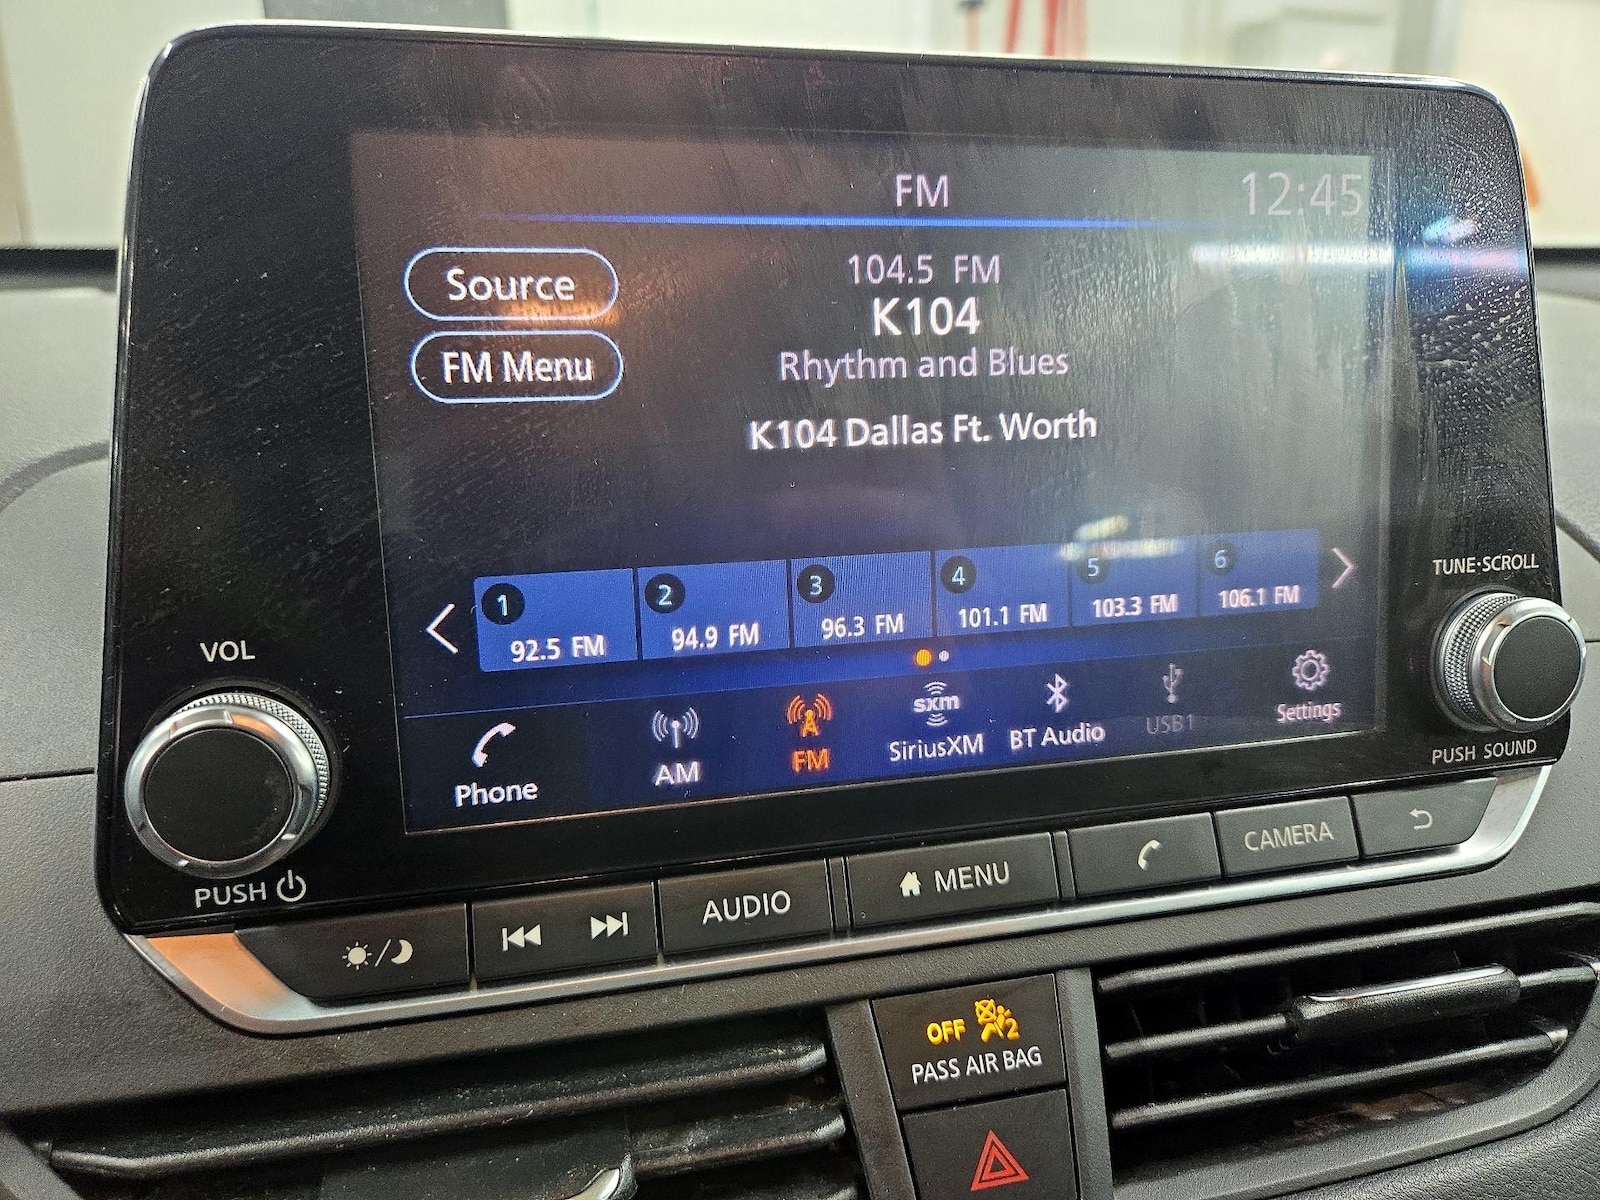 FM
12:45
Source
FM Menu
104.5 FM
K104
Rhythm and Blues
K104 Dallas Ft. Worth
1
92.5 FM
2
94.9 FM
3
96.3 FM
4
101.1 FM
5
103.3 FM
6
106.1 FM
Phone
AM
FM
sxm
SiriusXM
BT Audio
USB1
Settings
VOL
PUSH
TUNE·SCROLL
PUSH SOUND
AUDIO
MENU
CAMERA
OFF
2
PASS AIR BAG